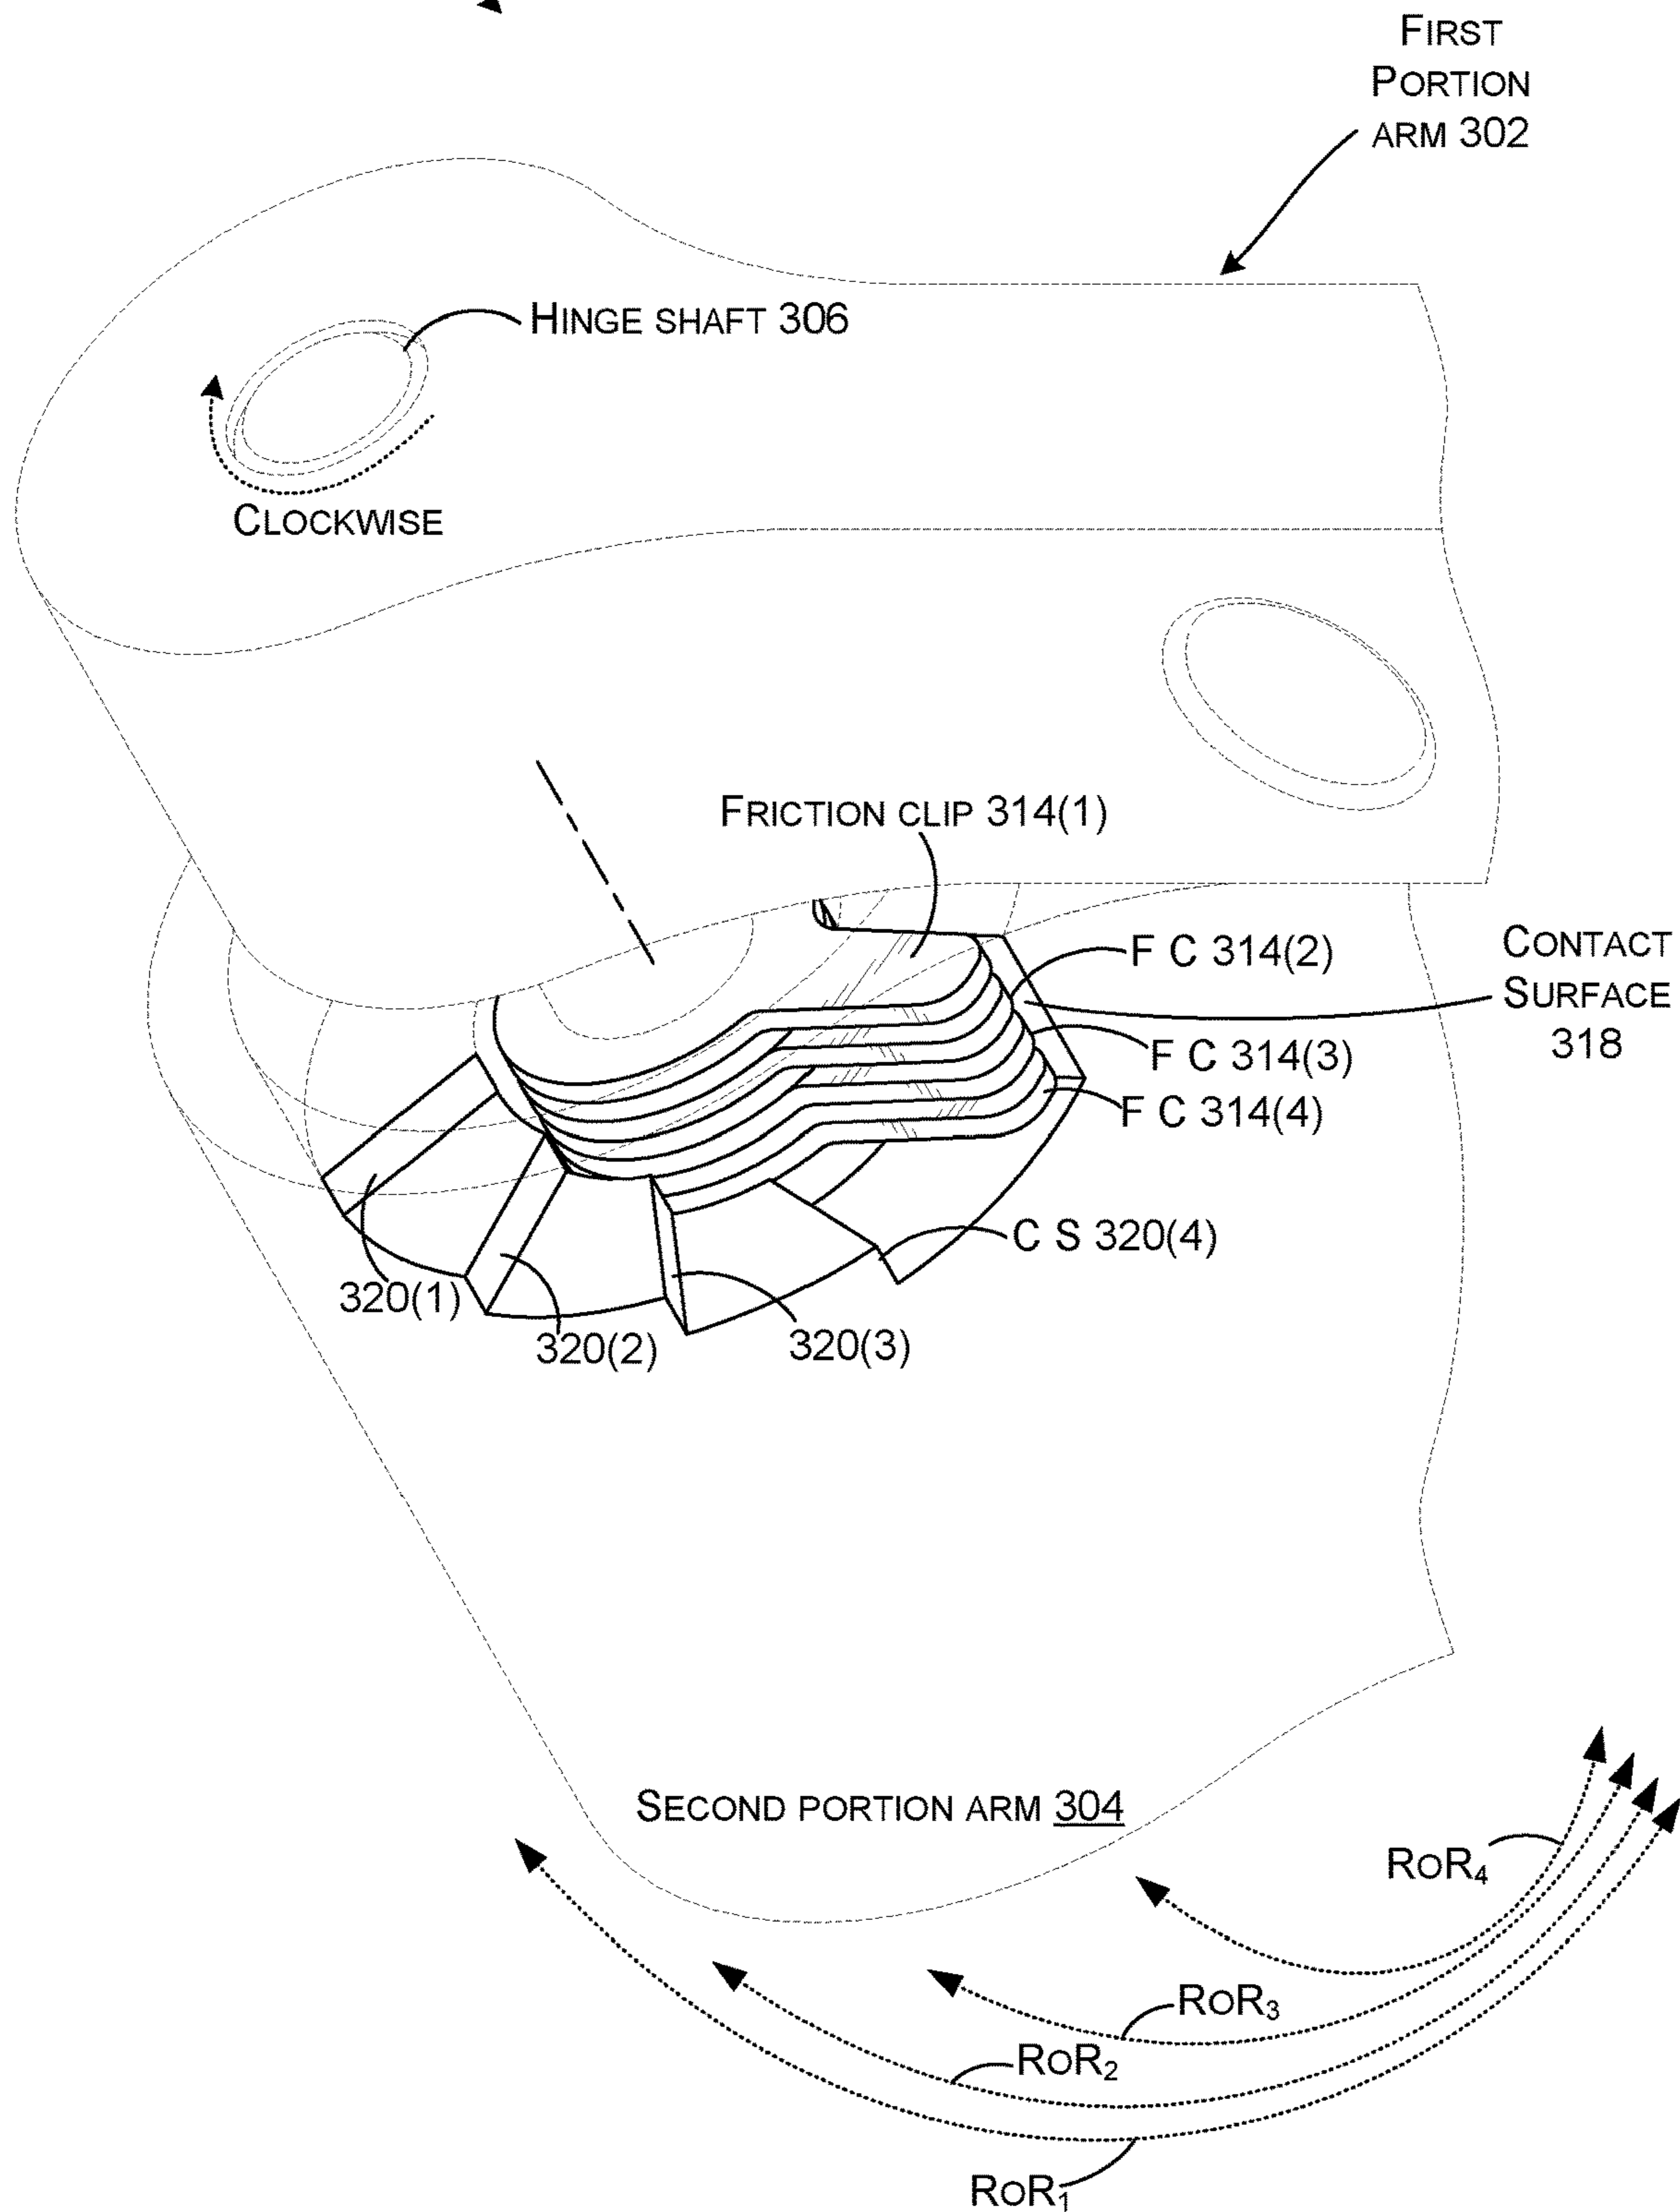 FIRST
PORTION
ARM 302
HINGE SHAFT 306
CLOCKWISE
FRICTION CLIP 314(1)
F C 314(2)
CONTACT
SURFACE
318
F C 314(3)
F C 314(4)
C S 320(4)
320(1)
320(2)
320(3)
SECOND PORTION ARM 304
ROR4
ROR3
ROR2
ROR1